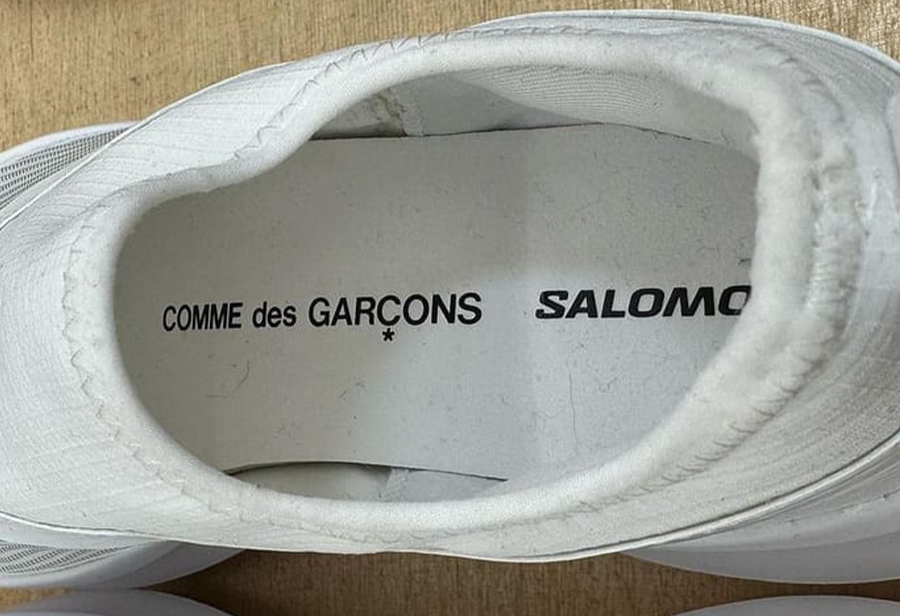 COMME des GARÇONS
*
SALOMO